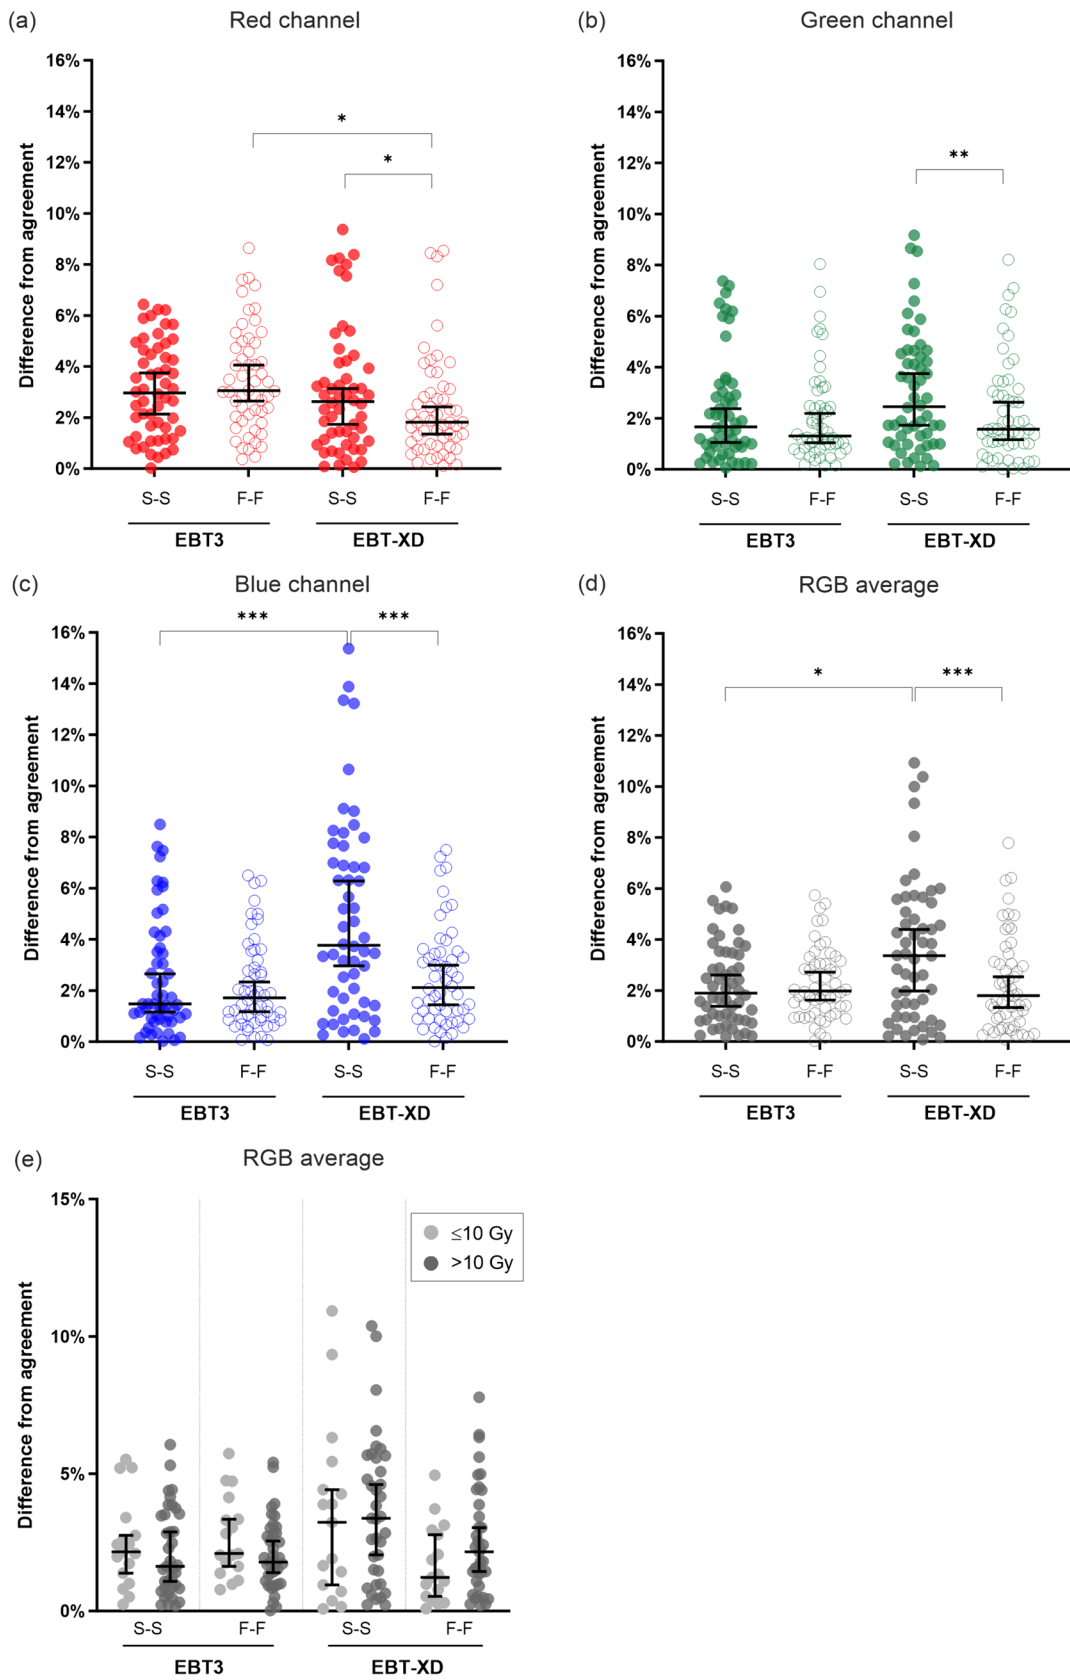 (a) Red channel
16%
14%
12%
10%
8%
6%
4%
2%
0%
Difference from agreement
*
*
S-S F-F S-S F-F
EBT3 EBT-XD
(b) Green channel
16%
14%
12%
10%
8%
6%
4%
2%
0%
Difference from agreement
**
S-S F-F S-S F-F
EBT3 EBT-XD
(c) Blue channel
16%
14%
12%
10%
8%
6%
4%
2%
0%
Difference from agreement
*** ***
S-S F-F S-S F-F
EBT3 EBT-XD
(d) RGB average
16%
14%
12%
10%
8%
6%
4%
2%
0%
Difference from agreement
* ***
S-S F-F S-S F-F
EBT3 EBT-XD
(e) RGB average
15%
10%
5%
0%
Difference from agreement
≤10 Gy
>10 Gy
S-S F-F S-S F-F
EBT3 EBT-XD